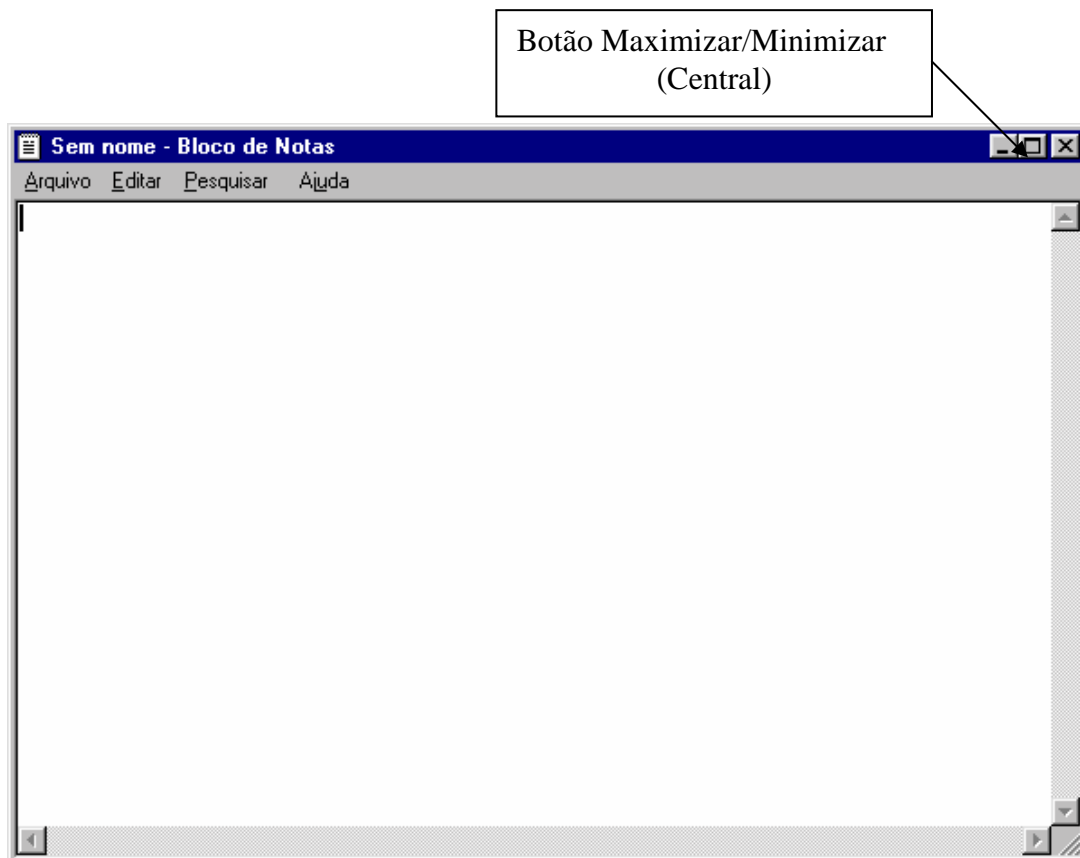 Botão Maximizar/Minimizar
(Central)
Sem nome - Bloco de Notas
Arquivo Editar Pesquisar Ajuda